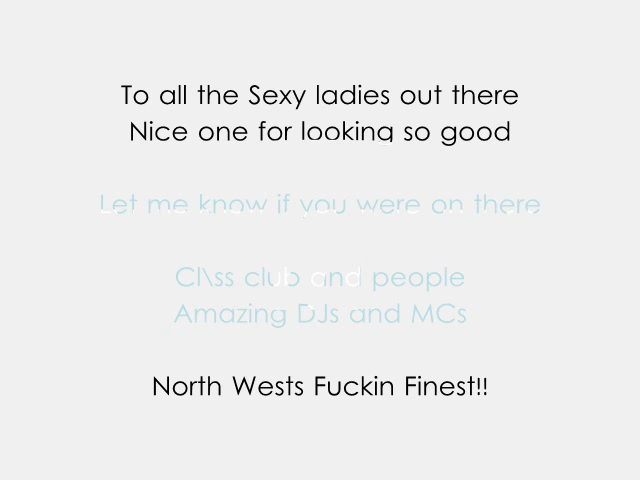 To all the Sexy ladies out there
Nice one for looking so good
Let me know if you were on there
Cl\ss club and people
Amazing DJs and MCs
North Wests Fuckin Finest!!